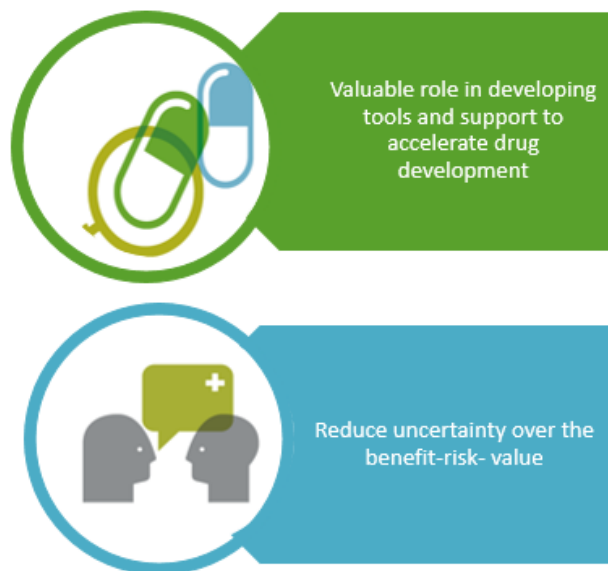 Valuable role in developing
tools and support to
accelerate drug
development
Reduce uncertainty over the
benefit-risk- value